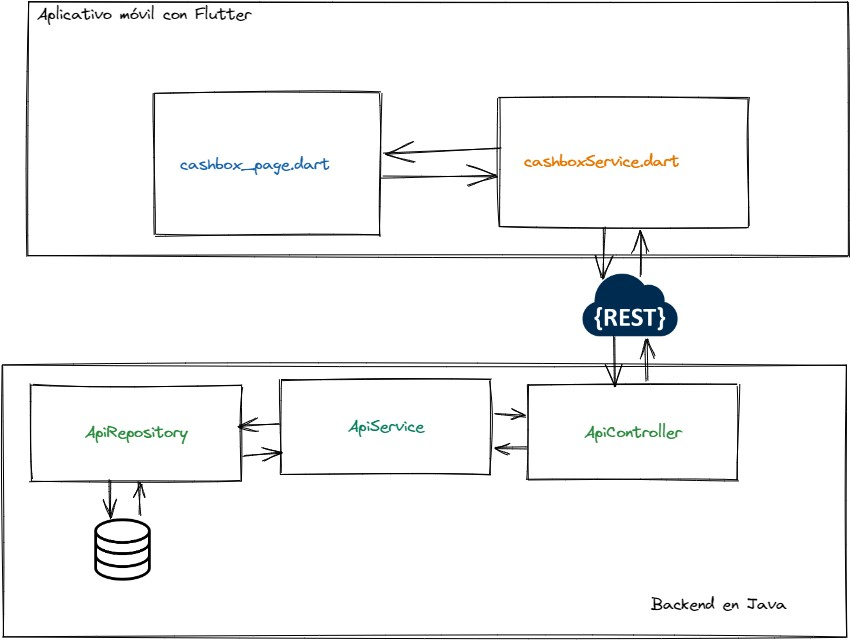 Aplicativo móvil con Flutter
cashbox_page.dart
cashboxService.dart
{REST}
ApiRepository
ApiService
ApiController
Backend en Java